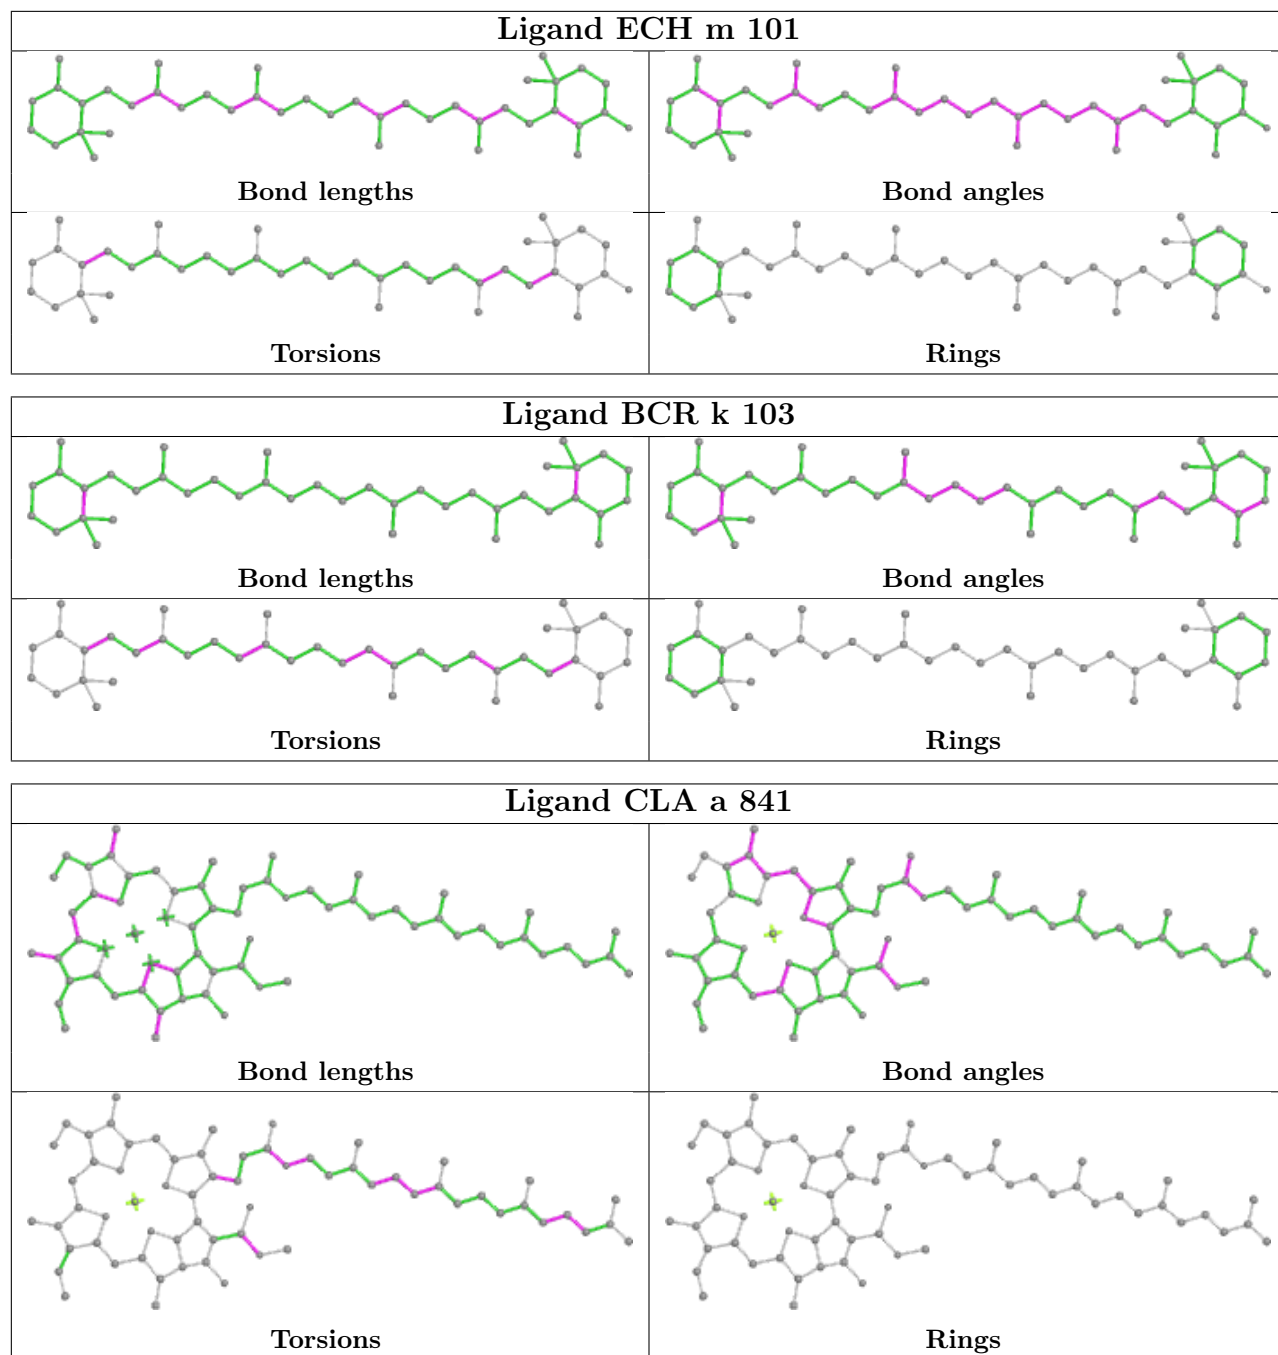 Ligand ECH m 101
Bond lengths
Bond angles
Torsions
Rings
Ligand BCR k 103
Bond lengths
Bond angles
Torsions
Rings
Ligand CLA a 841
Bond lengths
Bond angles
Torsions
Rings